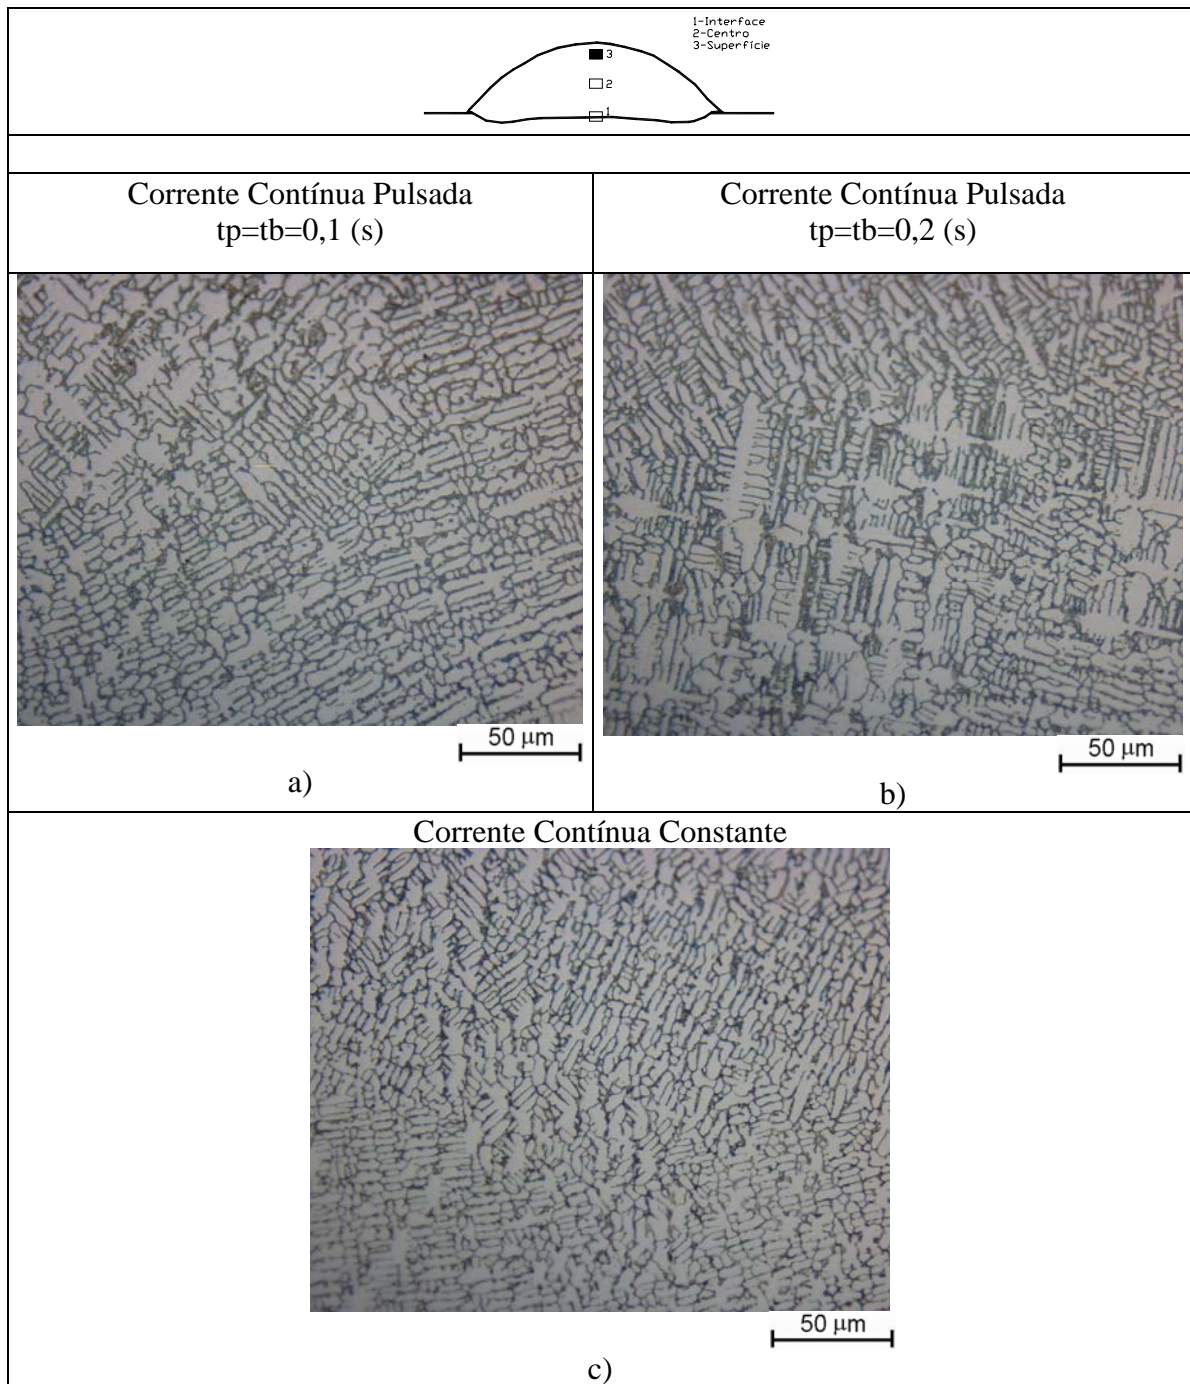 1-Interface
2-Centro
3-Superfície
3
2
1
Corrente Contínua Pulsada
tp=tb=0,1 (s)
Corrente Contínua Pulsada
tp=tb=0,2 (s)
50 μm
a)
50 μm
b)
Corrente Contínua Constante
50 μm
c)